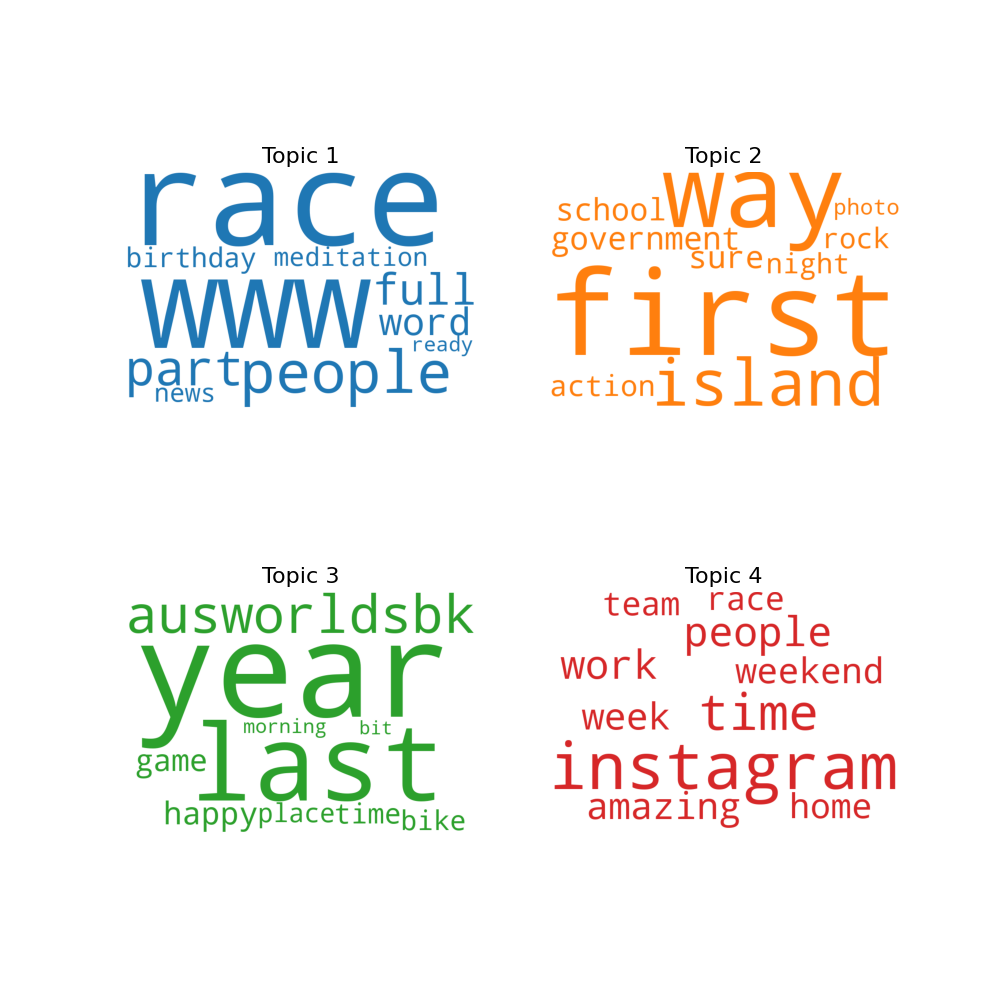 Topic 1
race
birthday meditation
www full
word
ready
part people
news
Topic 2
way
school photo
government rock
sure night
first
action island
Topic 3
ausworldsbk
year
morning bit
last
game
happy place time bike
Topic 4
team race
people
work weekend
week time
instagram
amazing home